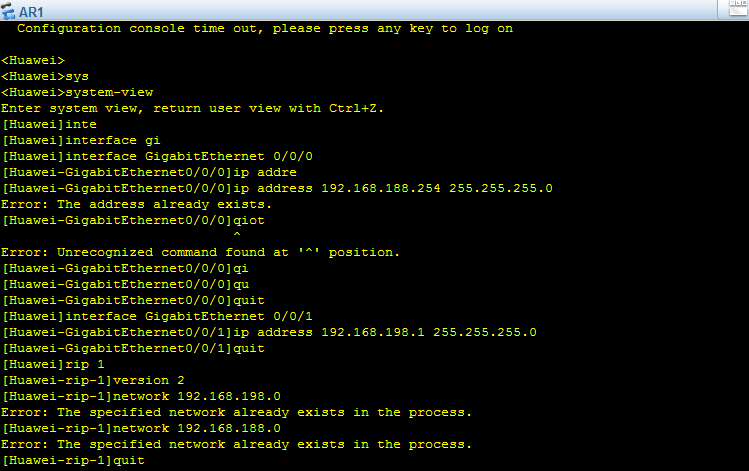 AR1
Configuration console time out, please press any key to log on
<Huawei>
<Huawei>sys
<Huawei>system-view
Enter system view, return user view with Ctrl+Z.
[Huawei]inte
[Huawei]interface gi
[Huawei]interface GigabitEthernet 0/0/0
[Huawei-GigabitEthernet0/0/0]ip addre
[Huawei-GigabitEthernet0/0/0]ip address 192.168.188.254 255.255.255.0
Error: The address already exists.
[Huawei-GigabitEthernet0/0/0]qiot
^
Error: Unrecognized command found at '^' position.
[Huawei-GigabitEthernet0/0/0]qi
[Huawei-GigabitEthernet0/0/0]qu
[Huawei-GigabitEthernet0/0/0]quit
[Huawei]interface GigabitEthernet 0/0/1
[Huawei-GigabitEthernet0/0/1]ip address 192.168.198.1 255.255.255.0
[Huawei-GigabitEthernet0/0/1]quit
[Huawei]rip 1
[Huawei-rip-1]version 2
[Huawei-rip-1]network 192.168.198.0
Error: The specified network already exists in the process.
[Huawei-rip-1]network 192.168.188.0
Error: The specified network already exists in the process.
[Huawei-rip-1]quit